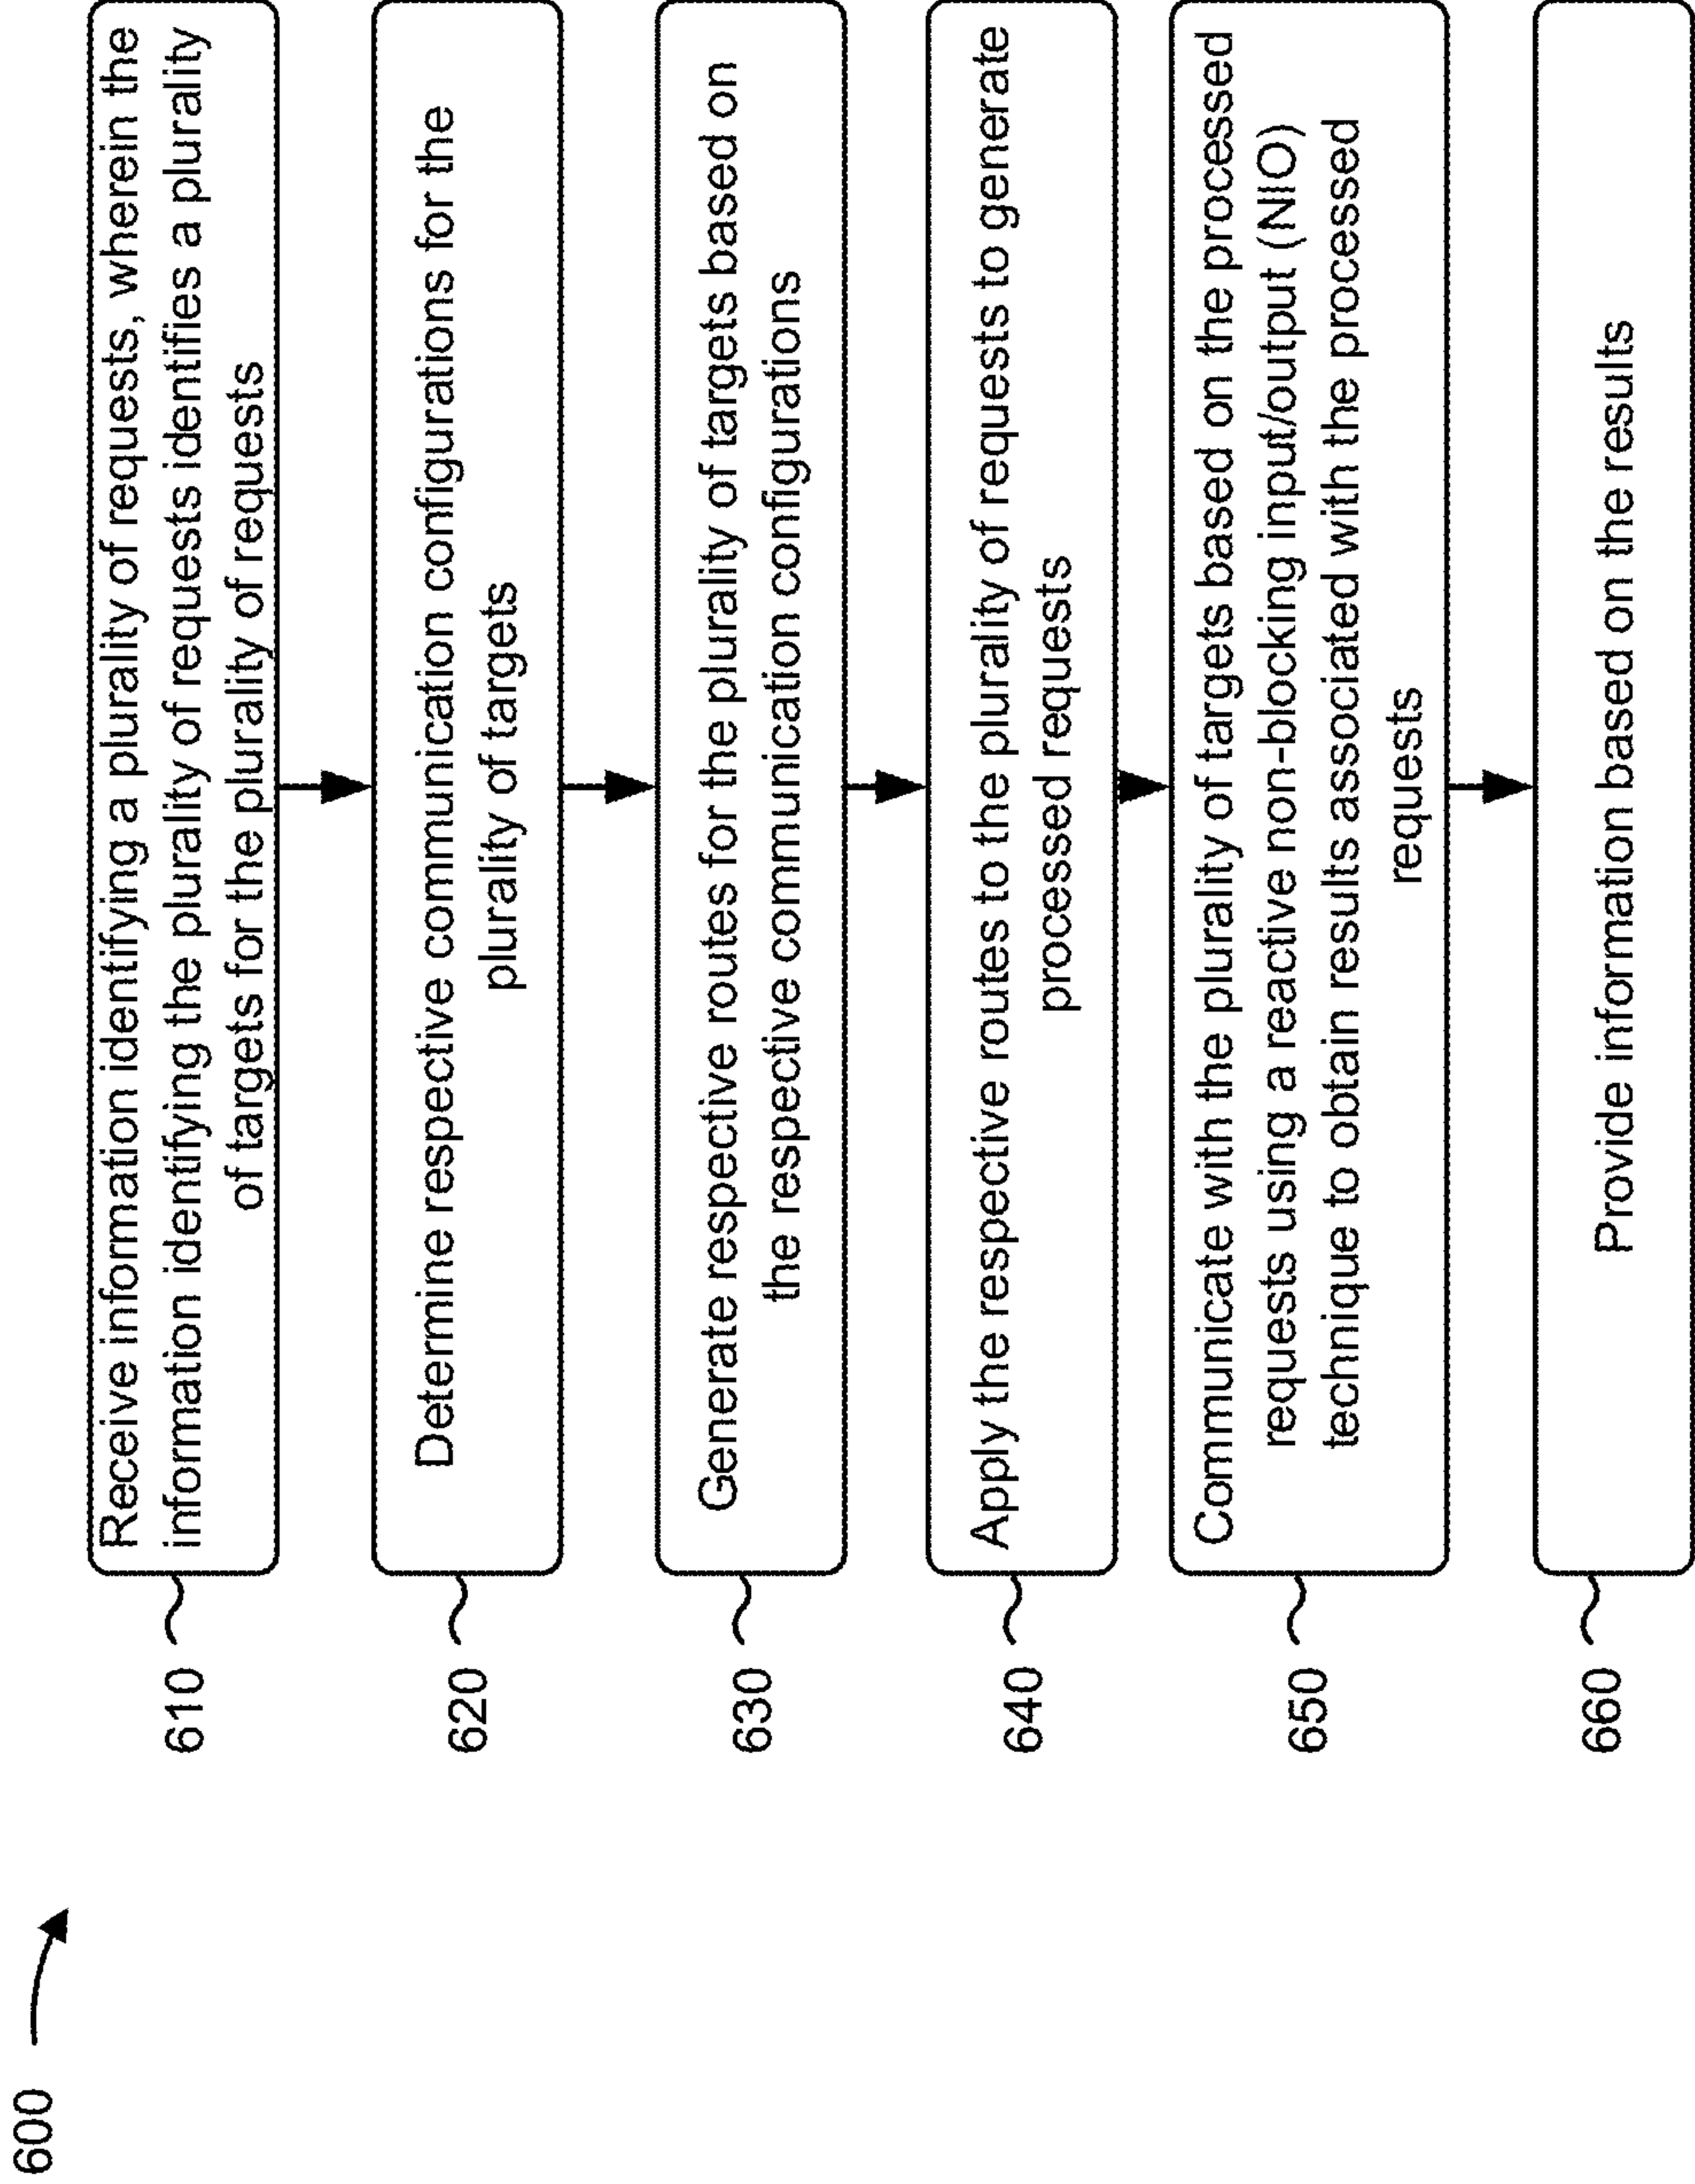 600
610
Receive information identifying a plurality of requests, wherein the
information identifying the plurality of requests identifies a plurality
of targets for the plurality of requests
620
Determine respective communication configurations for the
plurality of targets
630
Generate respective routes for the plurality of targets based on
the respective communication configurations
640
Apply the respective routes to the plurality of requests to generate
processed requests
650
Communicate with the plurality of targets based on the processed
requests using a reactive non-blocking input/output (NIO)
technique to obtain results associated with the processed
requests
660
Provide information based on the results